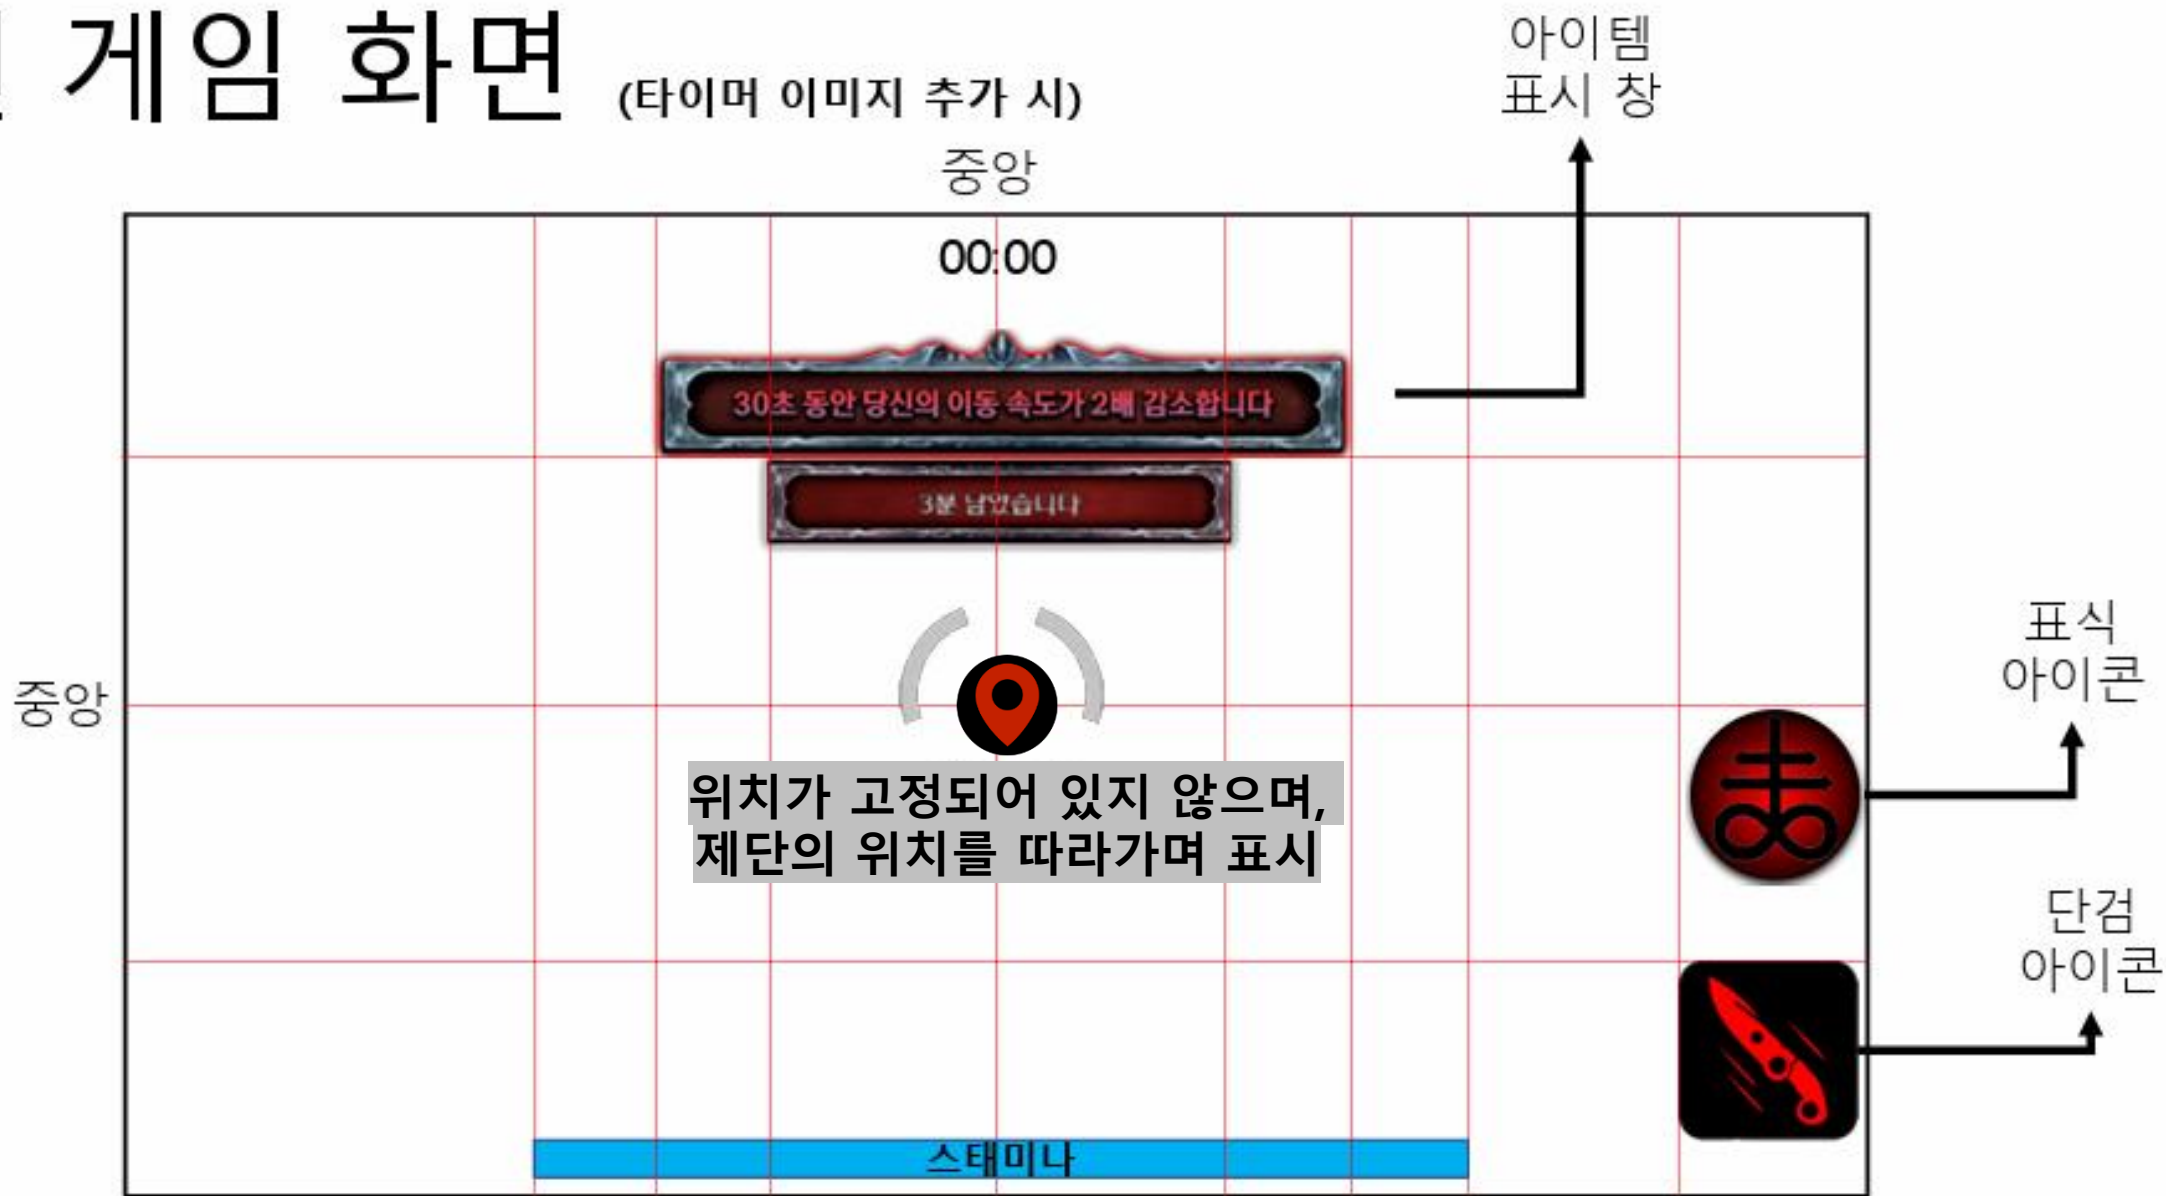 게임 화면 (타이머 이미지 추가 시)
아이템
표시 창
중앙
00:00
30초 동안 당신의 이동 속도가 2배 감소합니다
3분 남았습니다
중앙
위치가 고정되어 있지 않으며,
제단의 위치를 따라가며 표시
표식
아이콘
단검
아이콘
스태미나